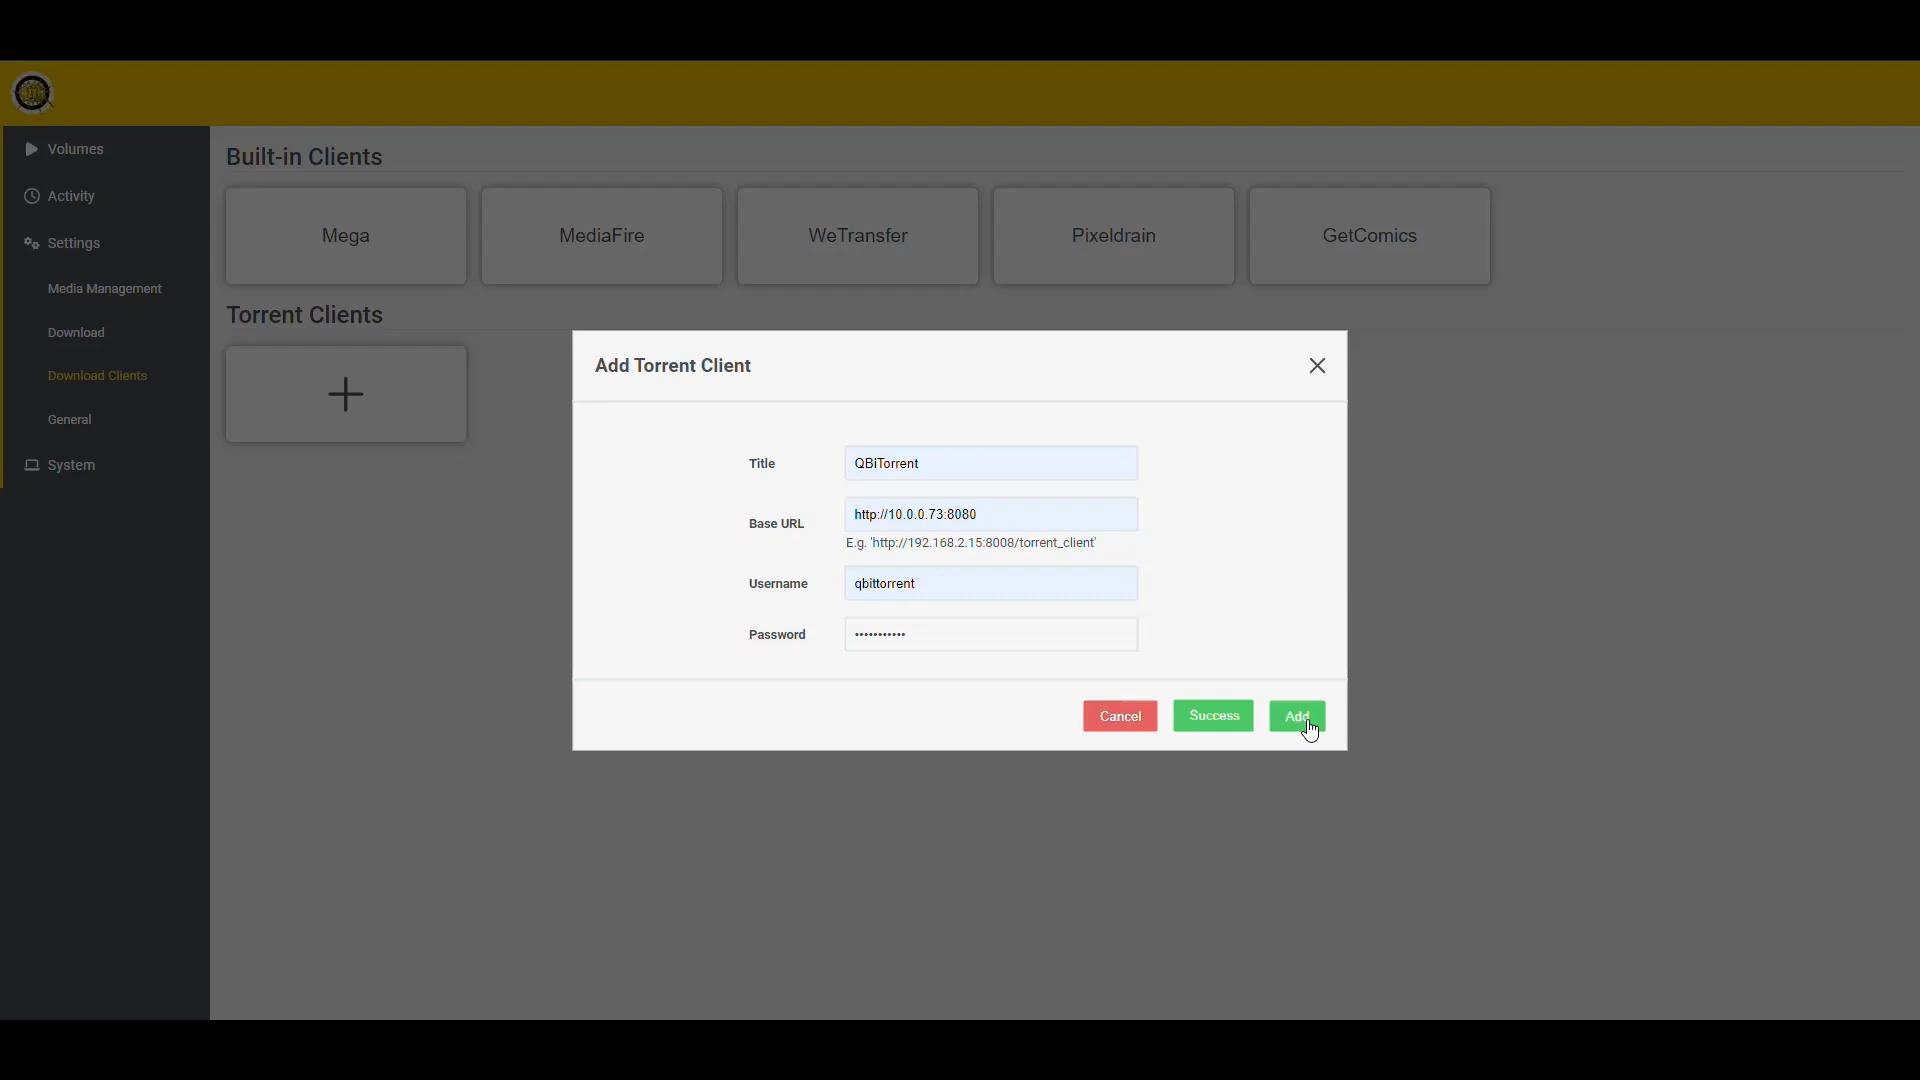 Volumes
Activity
Settings
Media Management
Download
Download Clients
General
System
Built-in Clients
Mega
MediaFire
WeTransfer
Pixeldrain
GetComics
Torrent Clients
Add Torrent Client
Title
QBiTorrent
Base URL
http://10.0.0.73:8080
E.g. 'http://192.168.2.15:8008/torrent_client'
Username
qbittorrent
Password
•••••••••••
Cancel
Success
Add